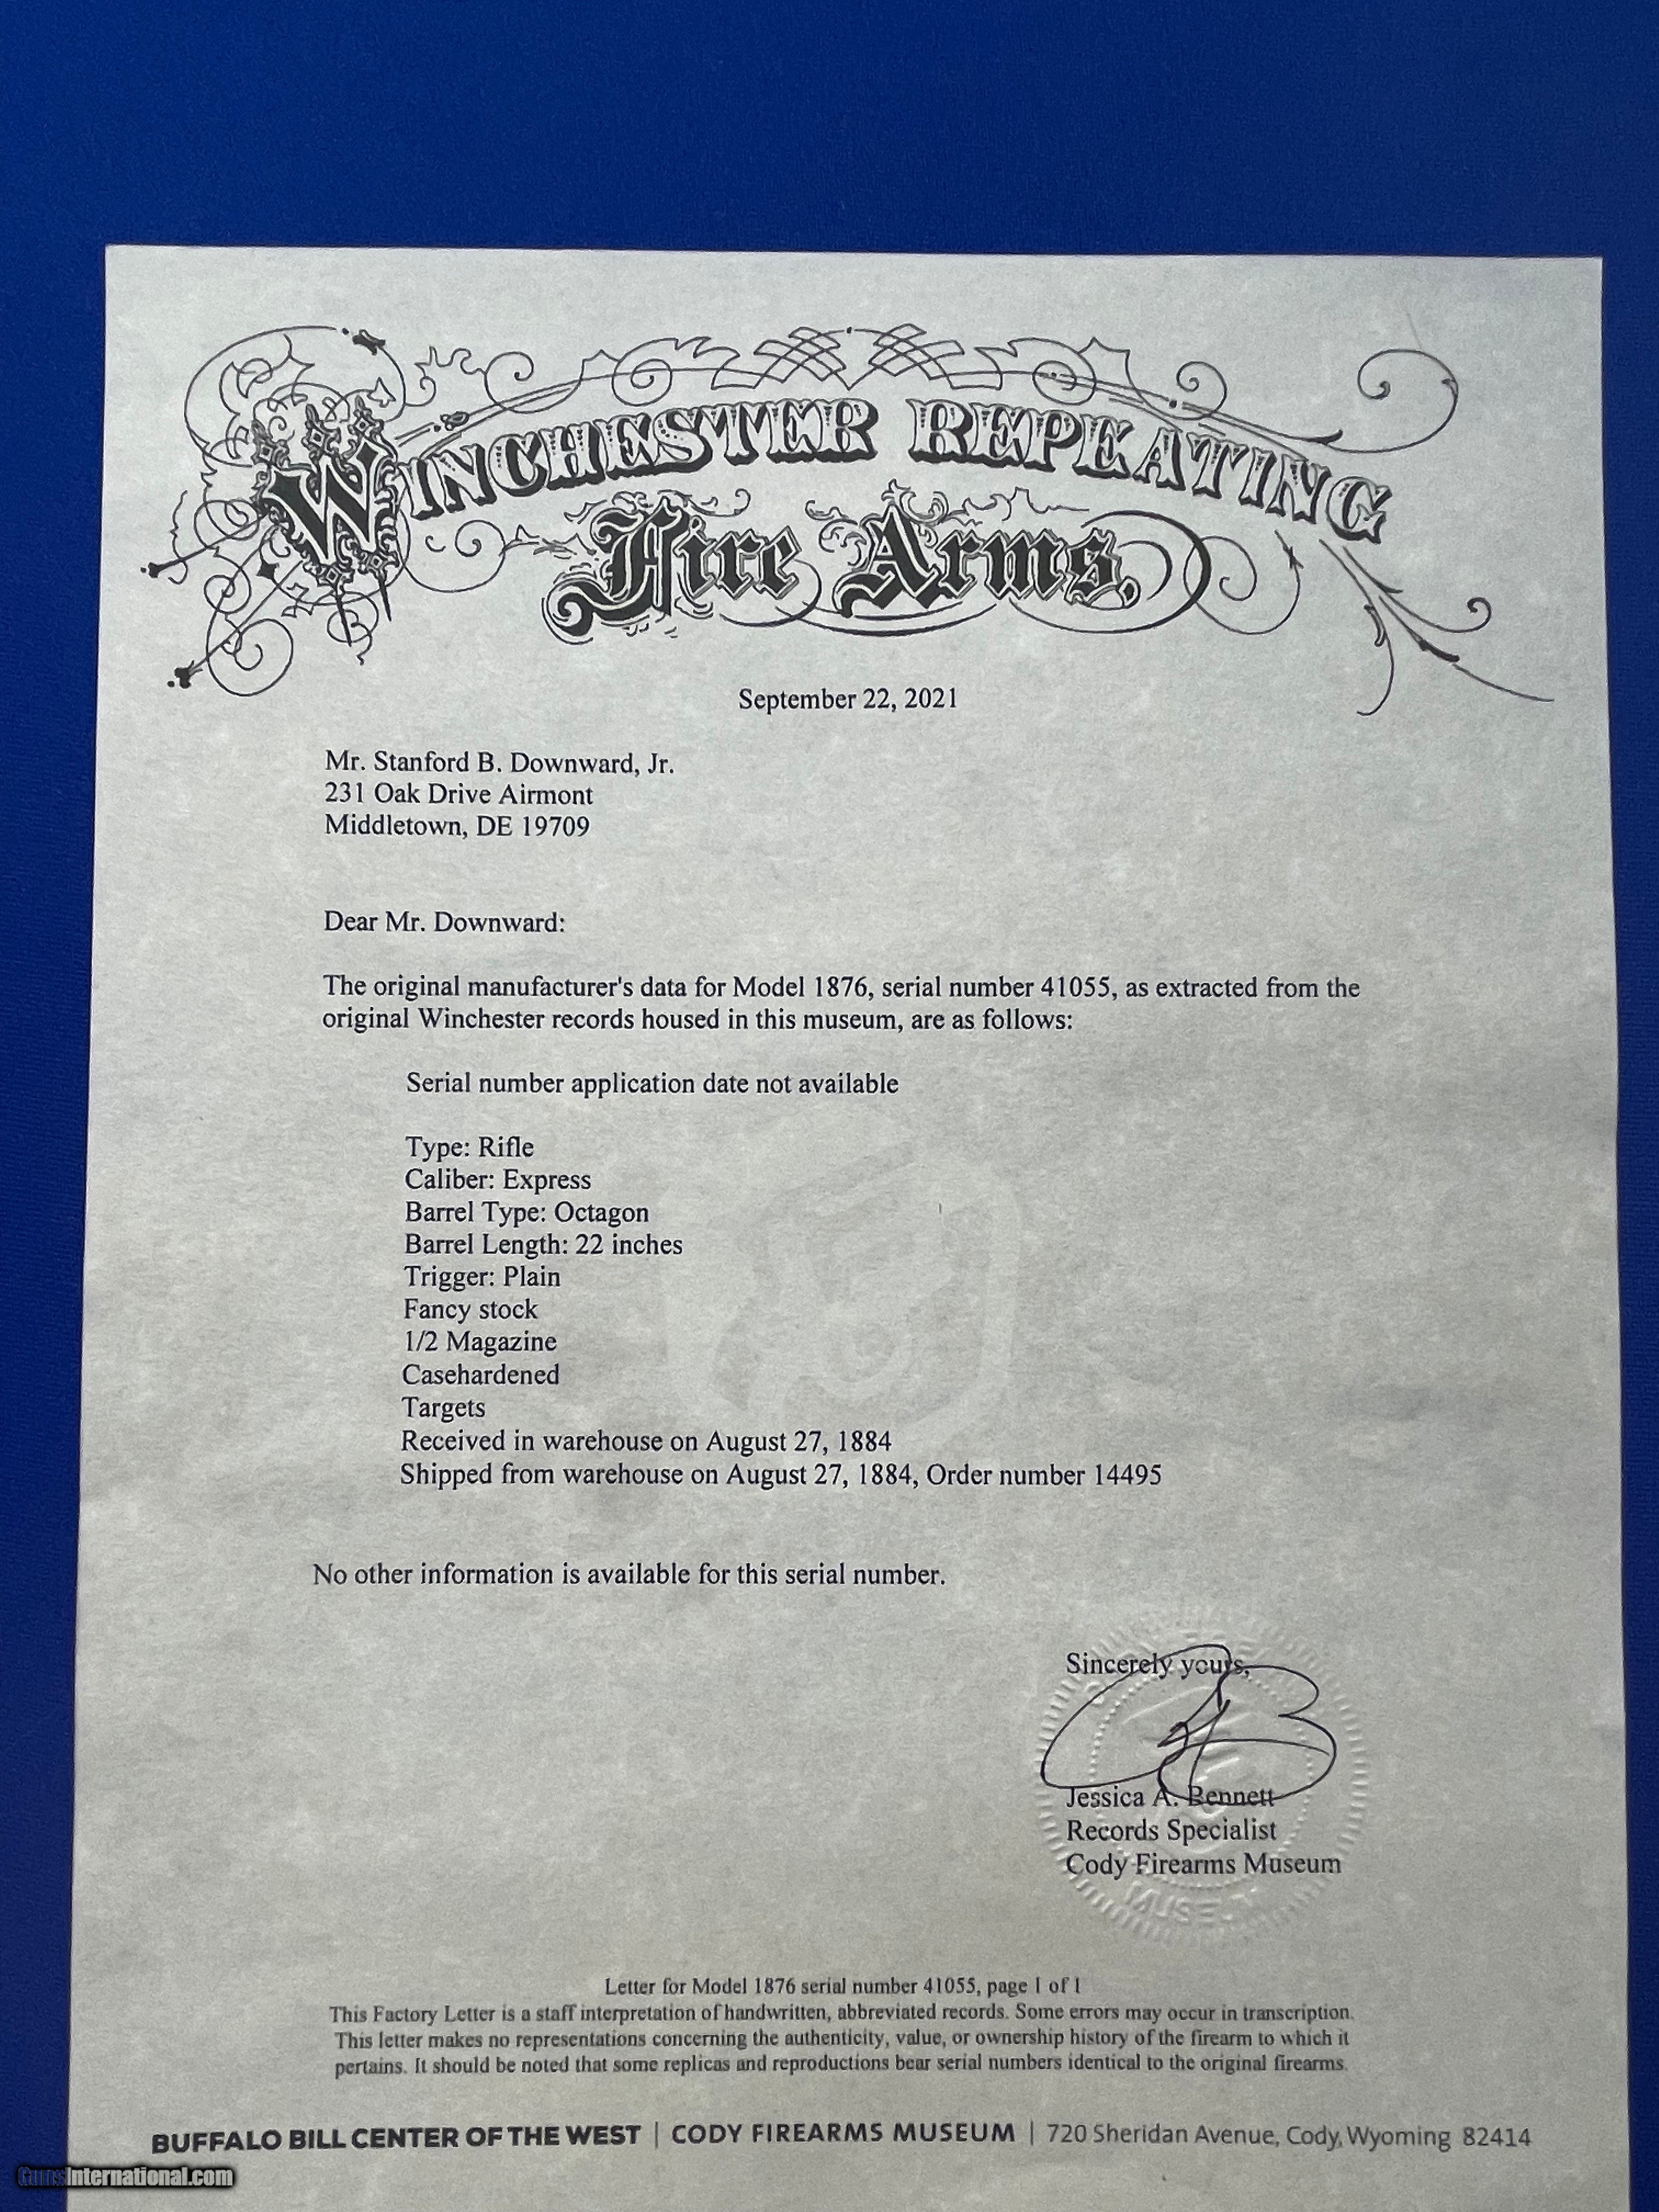 WINCHESTER REPEATING
Fire Arms.
September 22, 2021
Mr. Stanford B. Downward, Jr.
231 Oak Drive Airmont
Middletown, DE 19709
Dear Mr. Downward:
The original manufacturer's data for Model 1876, serial number 41055, as extracted from the
original Winchester records housed in this museum, are as follows:
Serial number application date not available
Type: Rifle
Caliber: Express
Barrel Type: Octagon
Barrel Length: 22 inches
Trigger: Plain
Fancy stock
1/2 Magazine
Casehardened
Targets
Received in warehouse on August 27, 1884
Shipped from warehouse on August 27, 1884, Order number 14495
No other information is available for this serial number.
Sincerely yours,
Jessica A. Bennett
Records Specialist
Cody Firearms Museum
MUSEUM
Letter for Model 1876 serial number 41055, page 1 of 1
This Factory Letter is a staff interpretation of handwritten, abbreviated records. Some errors may occur in transcription.
This letter makes no representations concerning the authenticity, value, or ownership history of the firearm to which it
pertains. It should be noted that some replicas and reproductions bear serial numbers identical to the original firearms.
BUFFALO BILL CENTER OF THE WEST | CODY FIREARMS MUSEUM | 720 Sheridan Avenue, Cody, Wyoming 82414
GunsInternational.com